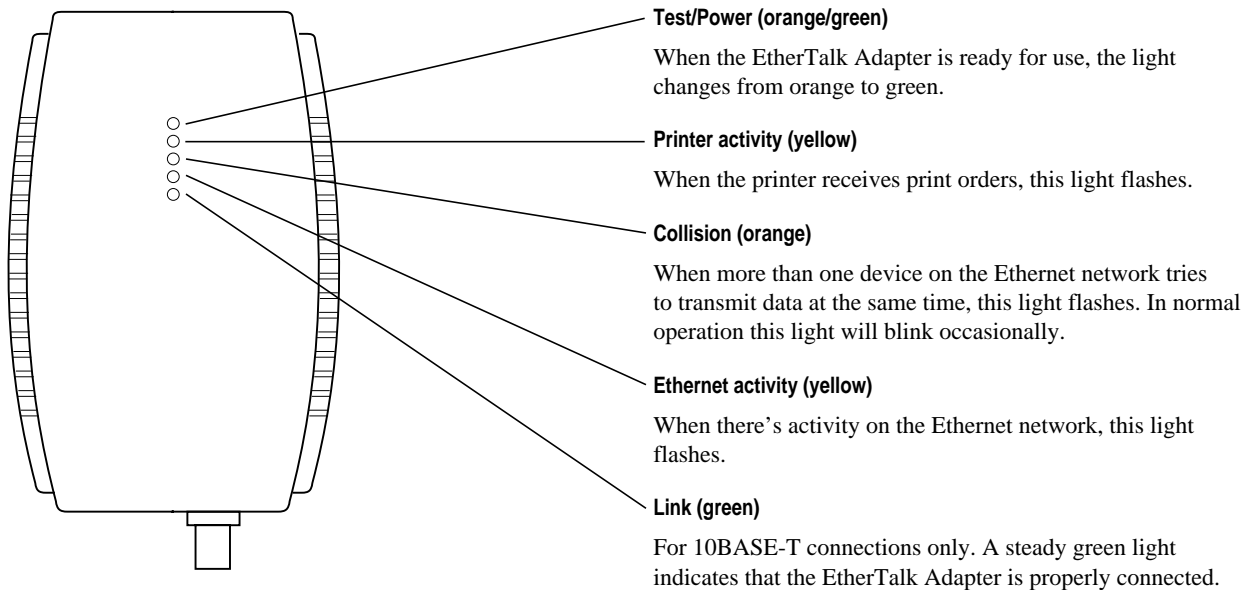 Test/Power (orange/green)
When the EtherTalk Adapter is ready for use, the light
changes from orange to green.
Printer activity (yellow)
When the printer receives print orders, this light flashes.
Collision (orange)
When more than one device on the Ethernet network tries
to transmit data at the same time, this light flashes. In normal
operation this light will blink occasionally.
Ethernet activity (yellow)
When there’s activity on the Ethernet network, this light
flashes.
Link (green)
For 10BASE-T connections only. A steady green light
indicates that the EtherTalk Adapter is properly connected.